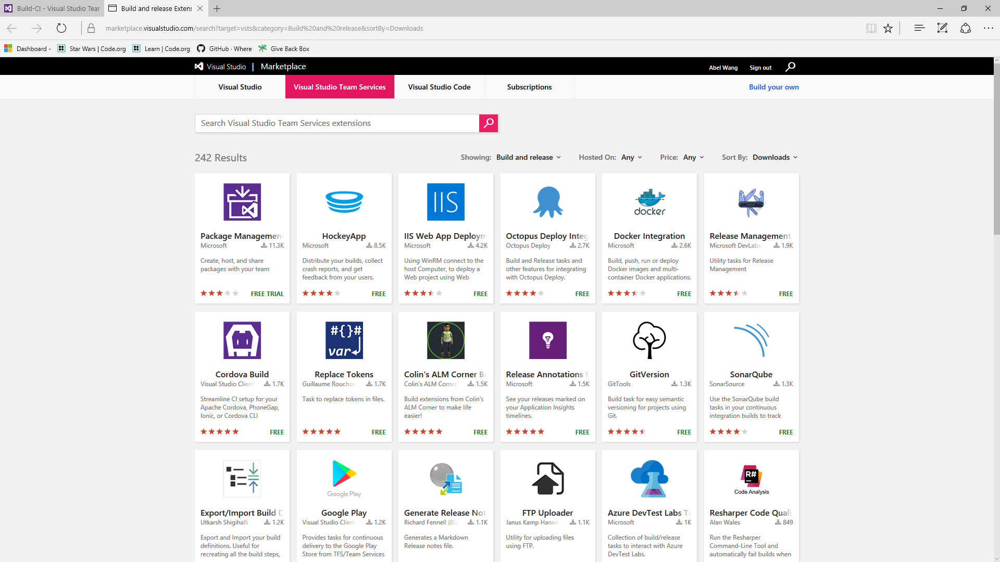 Build-CI - Visual Studio Tear
Build and release Extens
marketplace.visualstudio.com/search?target=vsts&category=Build%20and%20release&sortBy=Downloads
Dashboard -
Star Wars | Code.org
Learn | Code.org
GitHub · Where
Give Back Box
Visual Studio | Marketplace
Abel Wang
Sign out
Visual Studio
Visual Studio Team Services
Visual Studio Code
Subscriptions
Build your own
Search Visual Studio Team Services extensions
242 Results
Showing: Build and release
Hosted On: Any
Price: Any
Sort By: Downloads
Package Management
Microsoft 11.3K
Create, host, and share
packages with your team
FREE TRIAL
HockeyApp
Microsoft 8.5K
Distribute your builds, collect
crash reports, and get
feedback from your users.
FREE
IIS
IIS Web App Deploym
Microsoft 4.2K
Using WinRM connect to the
host Computer, to deploy a
Web project using Web
FREE
Octopus Deploy Integ
Octopus Deploy 2.7K
Build and Release tasks and
other features for integrating
with Octopus Deploy.
FREE
docker
Docker Integration
Microsoft 2.6K
Build, push, run or deploy
Docker images and multi-
container Docker applications.
FREE
Release Management
Microsoft DevLabs 1.9K
Utility tasks for Release
Management
FREE
Cordova Build
Visual Studio Client 1.7K
Streamline CI setup for your
Apache Cordova, PhoneGap,
Ionic, or Cordova CLI
FREE
#{}#
var
Replace Tokens
Guillaume Rouchon 1.7K
Task to replace tokens in files.
FREE
Colin's ALM Corner Bu
Colin's ALM Corner 1.5K
Build extensions from Colin's
ALM Corner to make life
easier!
FREE
Release Annotations f
Microsoft 1.5K
See your releases marked on
your Application Insights
timelines.
FREE
GitVersion
GitTools 1.3K
Build task for easy semantic
versioning for projects using
Git.
FREE
SonarQube
SonarSource 1.3K
Use the SonarQube build
tasks in your continuous
integration builds to track
FREE
Export/Import Build D
Utkarsh Shigihalli 1.2K
Export and Import your build
definitions. Useful for
recreating all the build steps,
Google Play
Google Play
Visual Studio Client 1.2K
Provides tasks for continuous
delivery to the Google Play
Store from TFS/Team Services
Generate Release Not
Richard Fennell (Bla 1.1K
Generates a Markdown
Release notes file.
FTP Uploader
Janus Kamp Hansen 1.1K
Utility for uploading files
using FTP.
Azure DevTest Labs Ta
Microsoft 1K
Collection of build/release
tasks to interact with Azure
DevTest Labs.
R#
Code Analysis
Resharper Code Quali
Alan Wales 849
Run the Resharper
Command-Line Tool and
automatically fail builds when